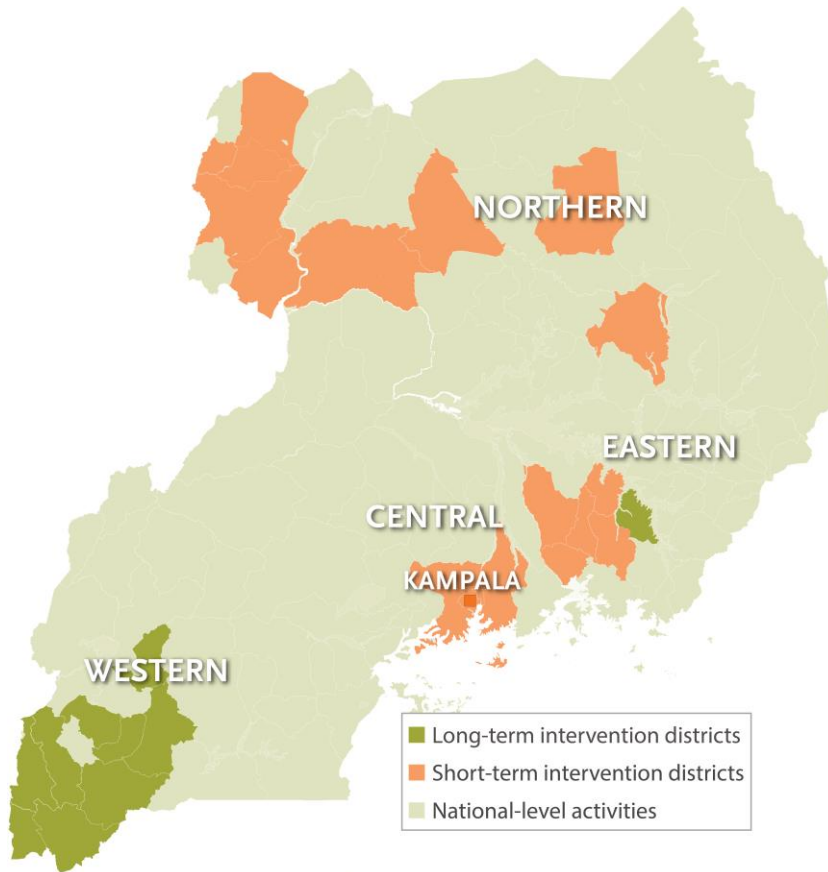 NORTHERN
EASTERN
CENTRAL
KAMPALA
WESTERN
Long-term intervention districts
Short-term intervention districts
National-level activities